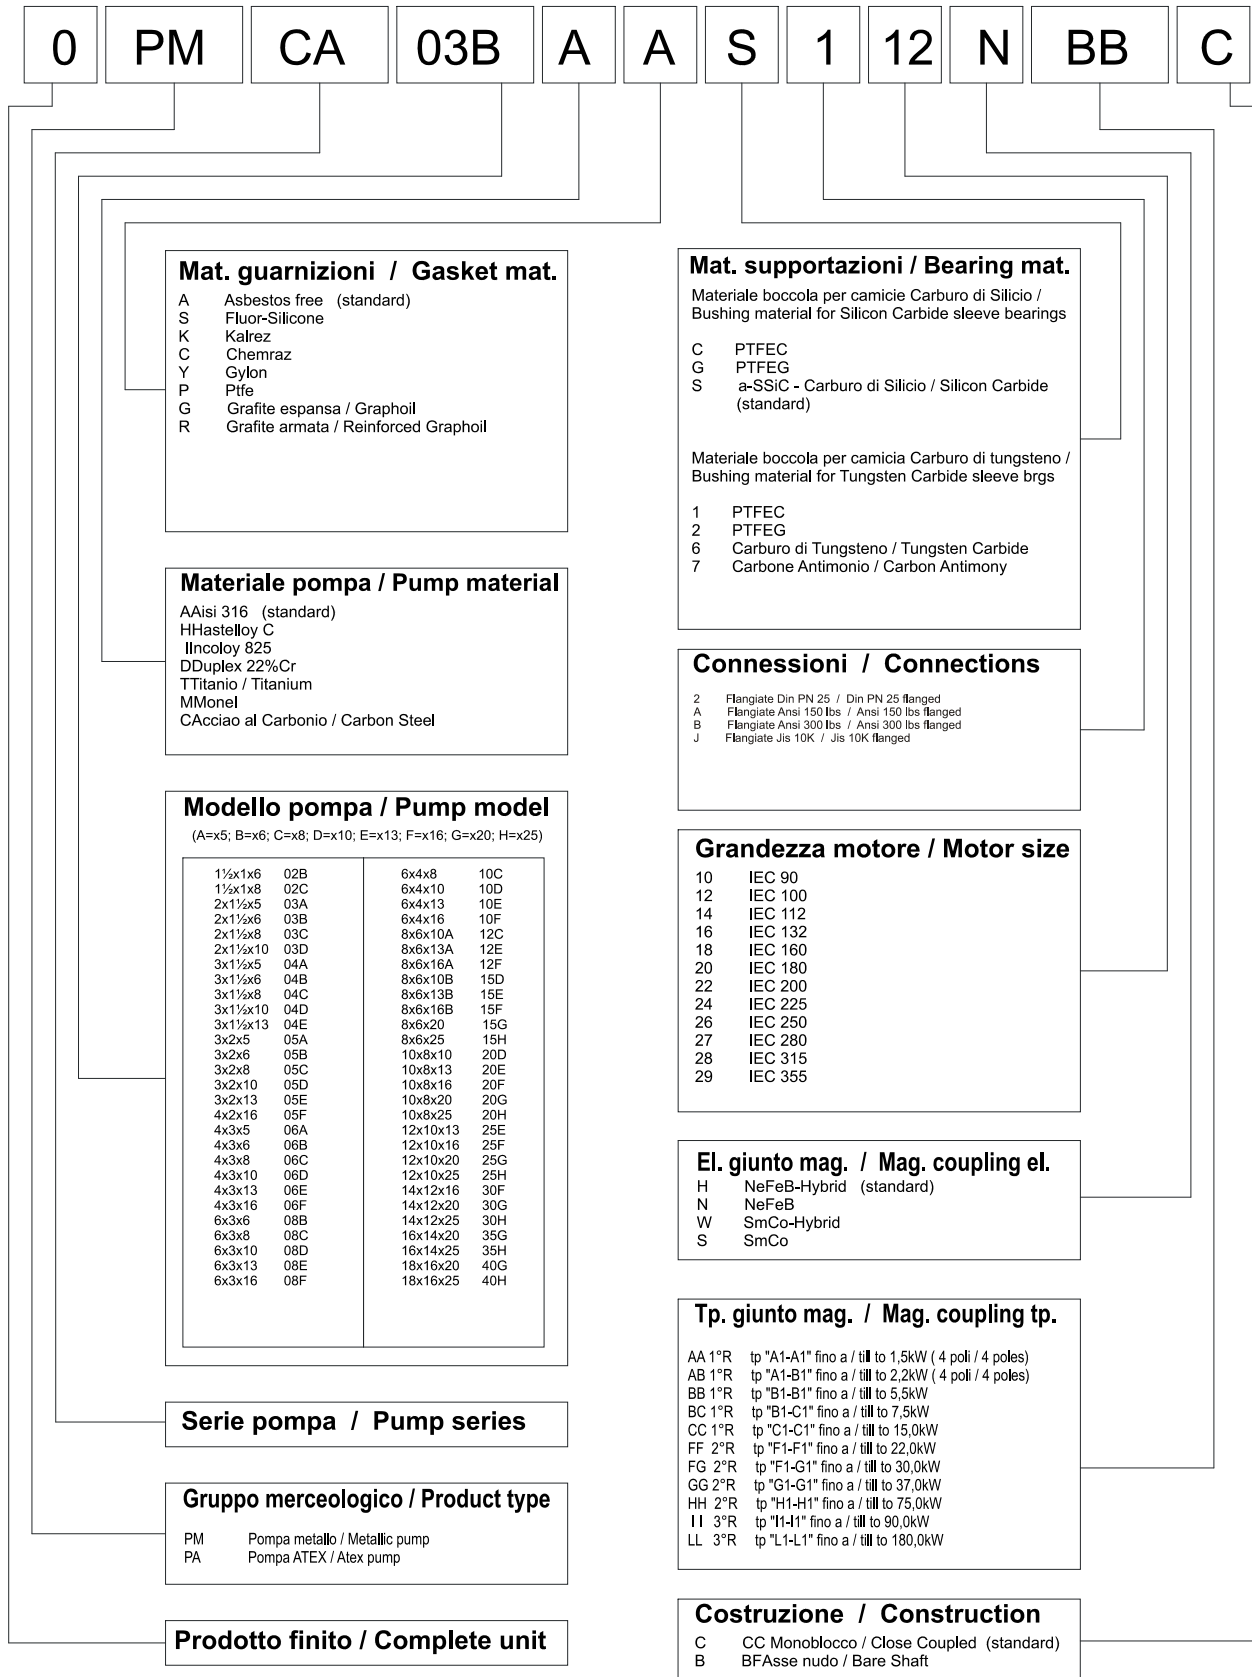 0 PM CA 03B A A S 1 12 N BB C
Mat. guarnizioni / Gasket mat.
A Asbestos free (standard)
S Fluor-Silicone
K Kalrez
C Chemraz
Y Gylon
P Ptfe
G Grafite espansa / Graphoil
R Grafite armata / Reinforced Graphoil
Materiale pompa / Pump material
AAisi 316 (standard)
HHastelloy C
IIncoloy 825
DDuplex 22%Cr
TTitanio / Titanium
MMonel
CAcciao al Carbonio / Carbon Steel
Modello pompa / Pump model
(A=x5; B=x6; C=x8; D=x10; E=x13; F=x16; G=x20; H=x25)
1½x1x6 02B
1½x1x8 02C
2x1½x5 03A
2x1½x6 03B
2x1½x8 03C
2x1½x10 03D
3x1½x5 04A
3x1½x6 04B
3x1½x8 04C
3x1½x10 04D
3x1½x13 04E
3x2x5 05A
3x2x6 05B
3x2x8 05C
3x2x10 05D
3x2x13 05E
4x2x16 05F
4x3x5 06A
4x3x6 06B
4x3x8 06C
4x3x10 06D
4x3x13 06E
4x3x16 06F
6x3x6 08B
6x3x8 08C
6x3x10 08D
6x3x13 08E
6x3x16 08F
6x4x8 10C
6x4x10 10D
6x4x13 10E
6x4x16 10F
8x6x10A 12C
8x6x13A 12E
8x6x16A 12F
8x6x10B 15D
8x6x13B 15E
8x6x16B 15F
8x6x20 15G
8x6x25 15H
10x8x10 20D
10x8x13 20E
10x8x16 20F
10x8x20 20G
10x8x25 20H
12x10x13 25E
12x10x16 25F
12x10x20 25G
12x10x25 25H
14x12x16 30F
14x12x20 30G
14x12x25 30H
16x14x20 35G
16x14x25 35H
18x16x20 40G
18x16x25 40H
Serie pompa / Pump series
Gruppo merceologico / Product type
PM Pompa metallo / Metallic pump
PA Pompa ATEX / Atex pump
Prodotto finito / Complete unit
Mat. supportazioni / Bearing mat.
Materiale boccola per camicie Carburo di Silicio /
Bushing material for Silicon Carbide sleeve bearings
C PTFEC
G PTFEG
S a-SSiC - Carburo di Silicio / Silicon Carbide
(standard)
Materiale boccola per camicia Carburo di tungsteno /
Bushing material for Tungsten Carbide sleeve brgs
1 PTFEC
2 PTFEG
6 Carburo di Tungsteno / Tungsten Carbide
7 Carbone Antimonio / Carbon Antimony
Connessioni / Connections
2 Flangiate Din PN 25 / Din PN 25 flanged
A Flangiate Ansi 150 lbs / Ansi 150 lbs flanged
B Flangiate Ansi 300 lbs / Ansi 300 lbs flanged
J Flangiate Jis 10K / Jis 10K flanged
Grandezza motore / Motor size
10 IEC 90
12 IEC 100
14 IEC 112
16 IEC 132
18 IEC 160
20 IEC 180
22 IEC 200
24 IEC 225
26 IEC 250
27 IEC 280
28 IEC 315
29 IEC 355
El. giunto mag. / Mag. coupling el.
H NeFeB-Hybrid (standard)
N NeFeB
W SmCo-Hybrid
S SmCo
Tp. giunto mag. / Mag. coupling tp.
AA 1°R tp "A1-A1" fino a / till to 1,5kW ( 4 poli / 4 poles)
AB 1°R tp "A1-B1" fino a / till to 2,2kW ( 4 poli / 4 poles)
BB 1°R tp "B1-B1" fino a / till to 5,5kW
BC 1°R tp "B1-C1" fino a / till to 7,5kW
CC 1°R tp "C1-C1" fino a / till to 15,0kW
FF 2°R tp "F1-F1" fino a / till to 22,0kW
FG 2°R tp "F1-G1" fino a / till to 30,0kW
GG 2°R tp "G1-G1" fino a / till to 37,0kW
HH 2°R tp "H1-H1" fino a / till to 75,0kW
I I 3°R tp "I1-I1" fino a / till to 90,0kW
LL 3°R tp "L1-L1" fino a / till to 180,0kW
Costruzione / Construction
C CC Monoblocco / Close Coupled (standard)
B BFAsse nudo / Bare Shaft